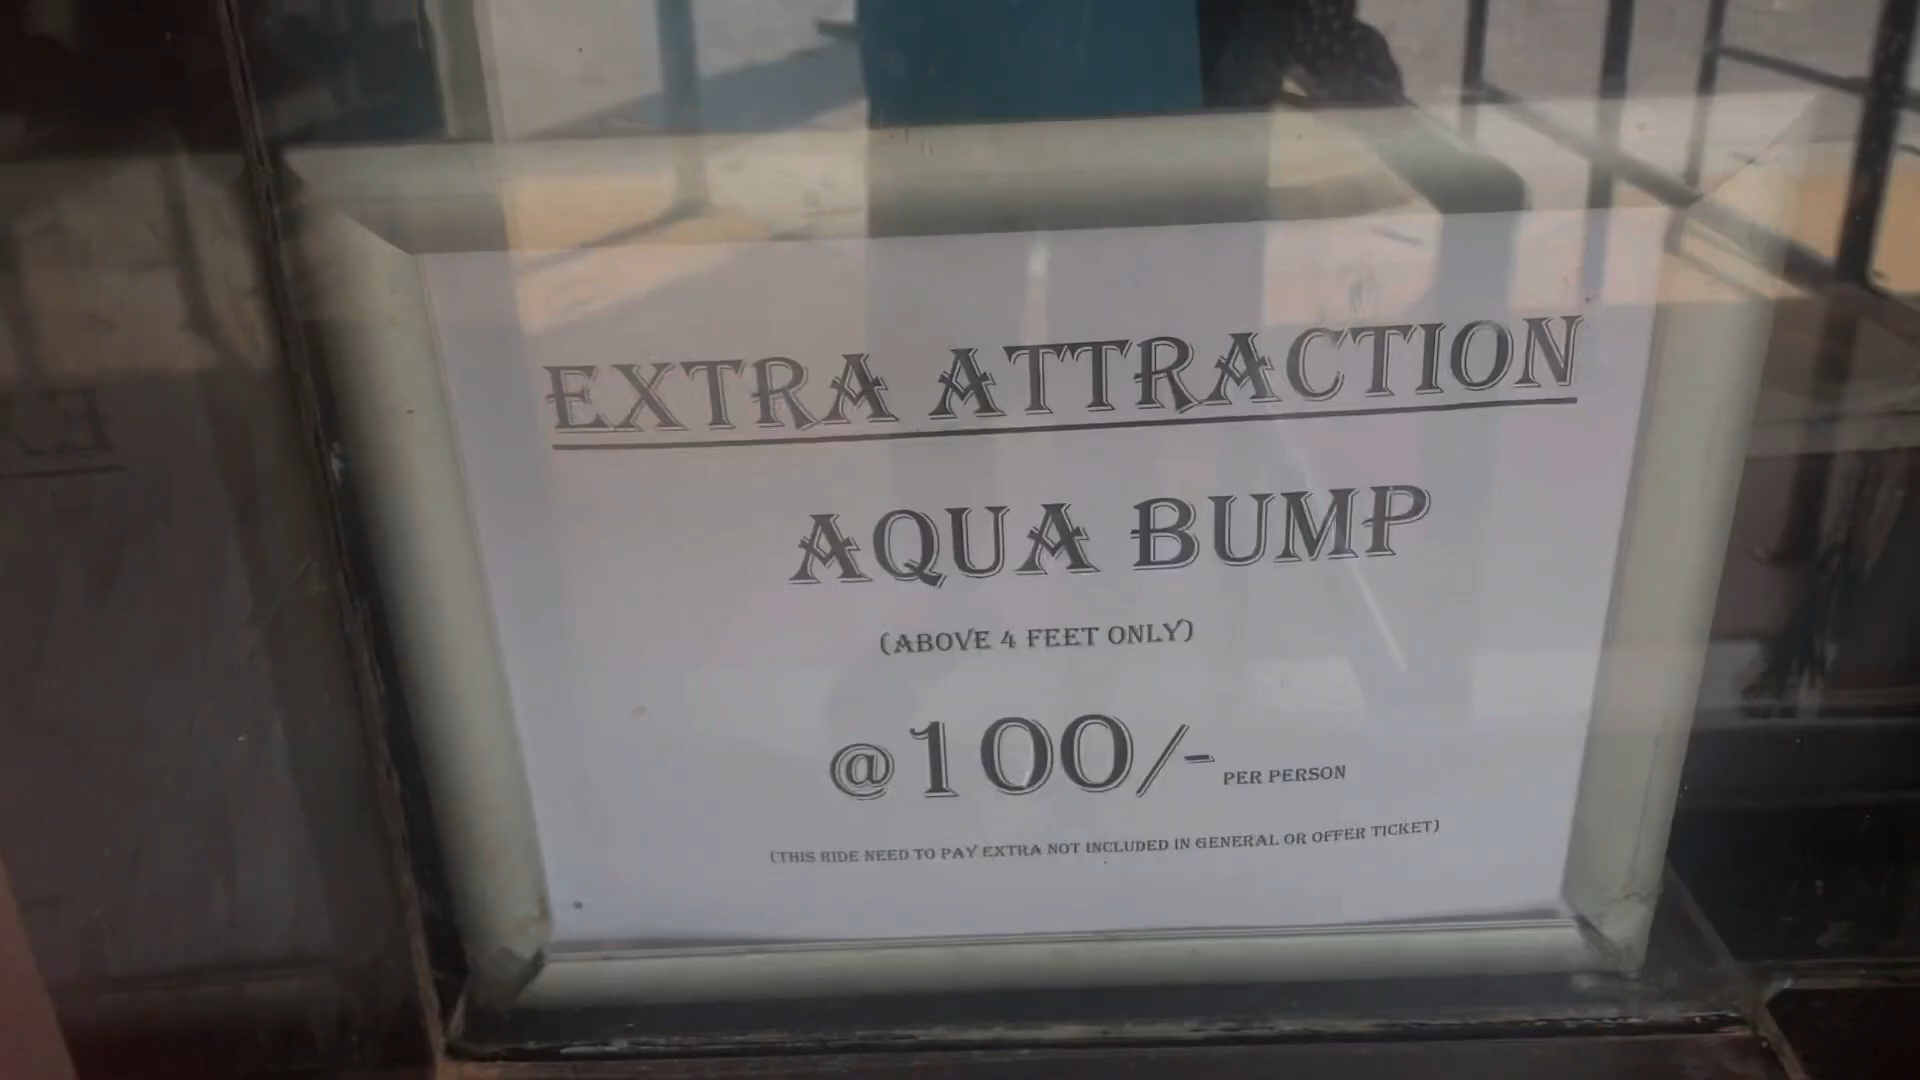 EXTRA ATTRACTION
AQUA BUMP
(ABOVE 4 FEET ONLY)
@100/- PER PERSON
(THIS RIDE NEED TO PAY EXTRA NOT INCLUDED IN GENERAL OR OFFER TICKET)